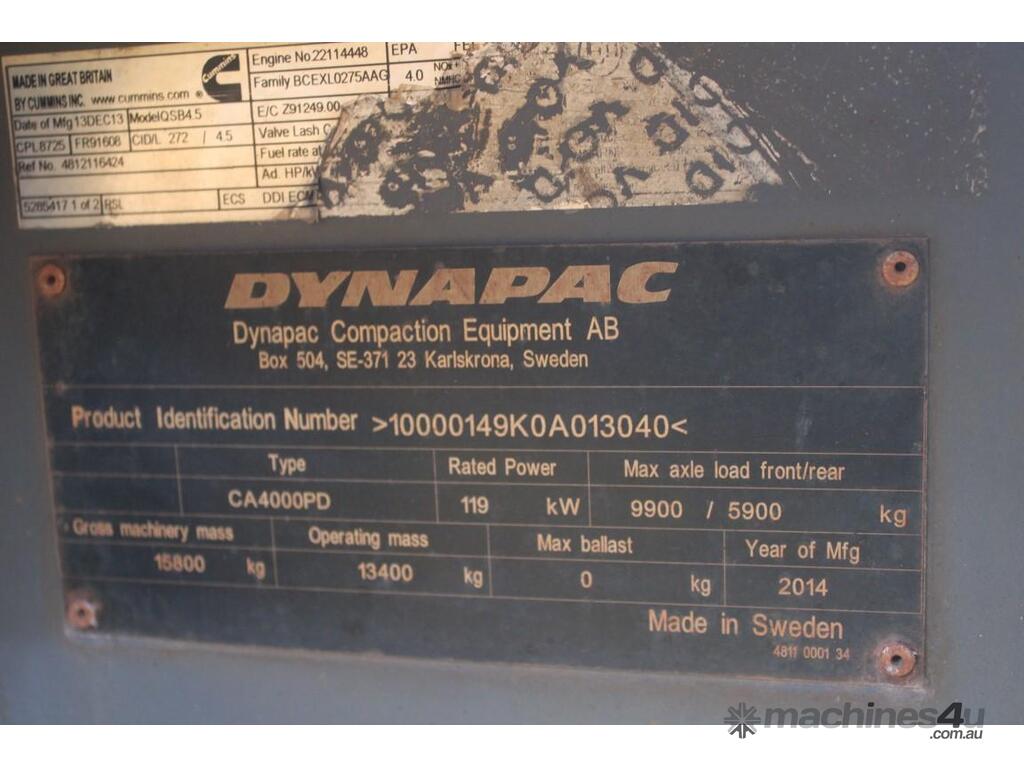 MADE IN GREAT BRITAIN
BY CUMMINS INC. www.cummins.com ®
Cummins
Date of Mfg 13DEC13 Model QSB4.5
CPL 8725 FR91608 CID/L 272 / 4.5
Ref No. 4812116424
5285417 1 of 2 RSL
ECS DDI ECM
Engine No. 22114448 EPA
Family BCEXL0275AAG 4.0 NOx+ NMHC
E/C Z91249.00
Valve Lash
Fuel rate at
Ad. HP/kW
DYNAPAC
Dynapac Compaction Equipment AB
Box 504, SE-371 23 Karlskrona, Sweden
Product Identification Number >10000149K0A013040<
Type Rated Power Max axle load front/rear
CA4000PD 119 kW 9900 / 5900 kg
Gross machinery mass Operating mass Max ballast Year of Mfg
15800 kg 13400 kg 0 kg 2014
Made in Sweden
4811 0001 34
machines4u
.com.au